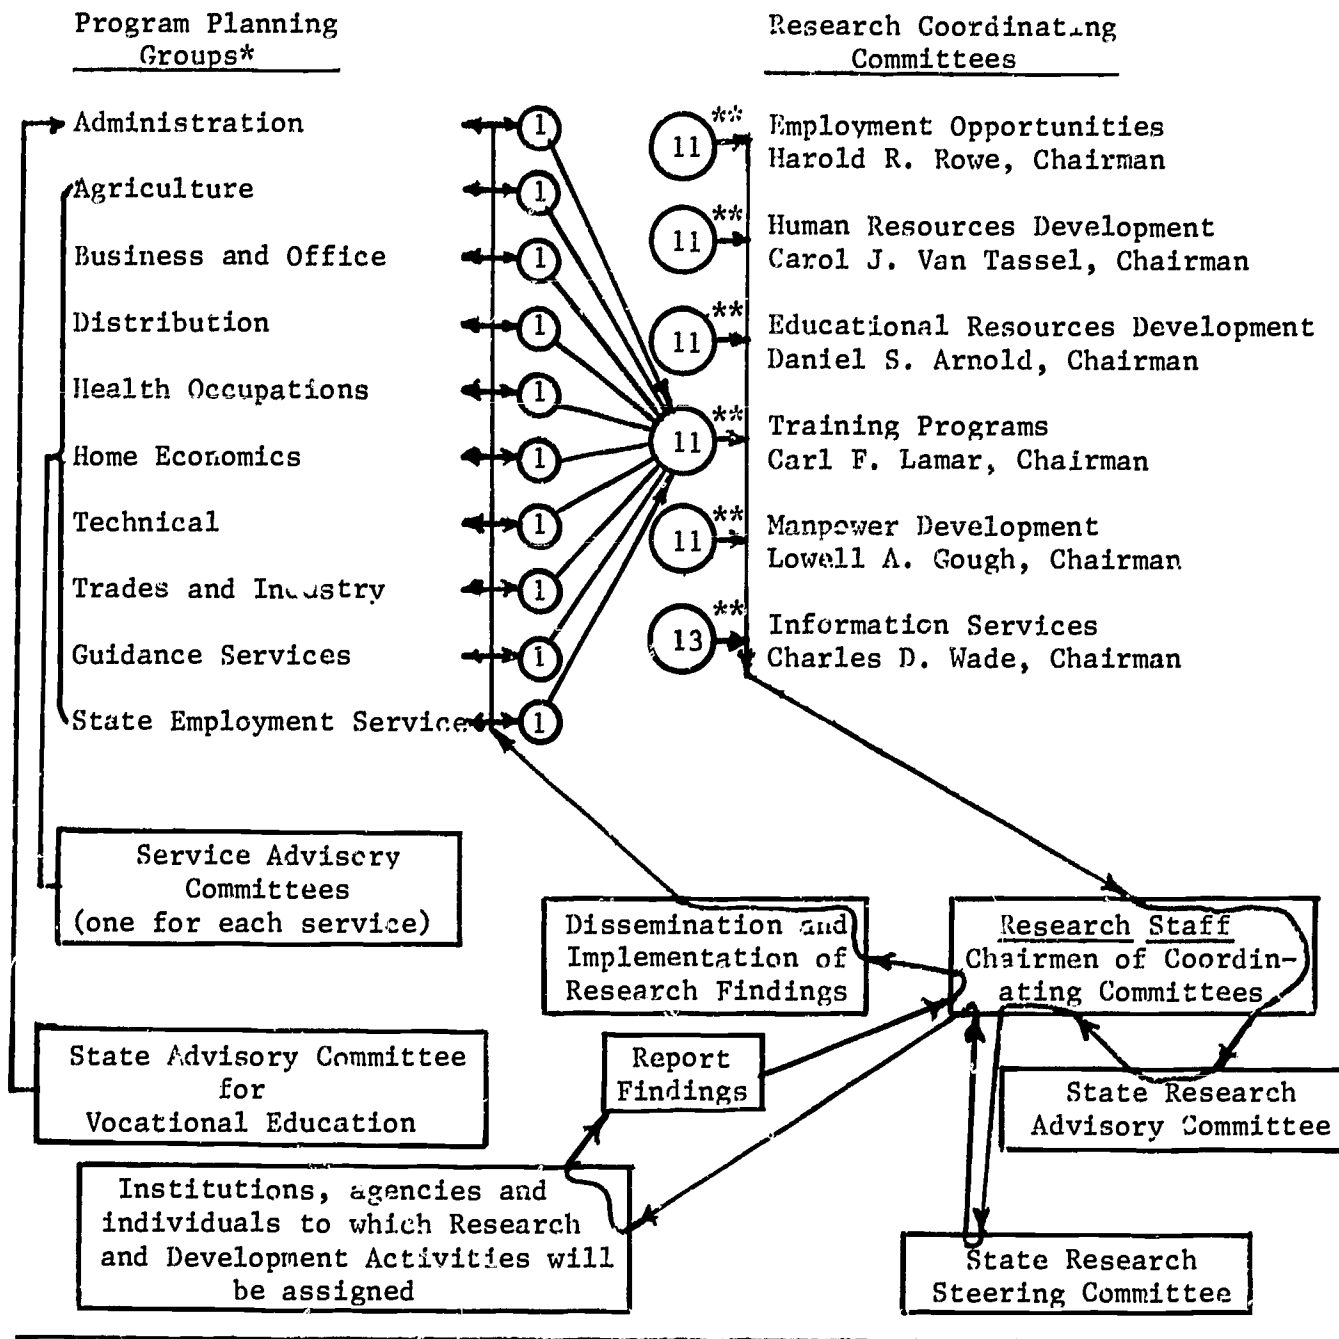 Program Planning
Groups*
Administration
Agriculture
Business and Office
Distribution
Health Occupations
Home Economics
Technical
Trades and Industry
Guidance Services
State Employment Service
1
1
1
1
1
1
1
1
1
1
Research Coordinating
Committees
11** Employment Opportunities
Harold R. Rowe, Chairman
11** Human Resources Development
Carol J. Van Tassel, Chairman
11** Educational Resources Development
Daniel S. Arnold, Chairman
11** Training Programs
Carl F. Lamar, Chairman
11** Manpower Development
Lowell A. Gough, Chairman
13** Information Services
Charles D. Wade, Chairman
Service Advisory
Committees
(one for each service)
Dissemination and
Implementation of
Research Findings
Research Staff
Chairmen of Coordin-
ating Committees
State Advisory Committee
for
Vocational Education
Report
Findings
State Research
Advisory Committee
Institutions, agencies and
individuals to which Research
and Development Activities will
be assigned
State Research
Steering Committee